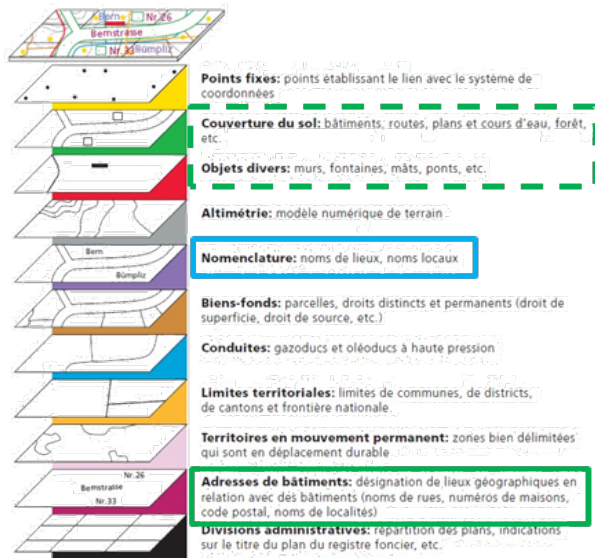 Bern Nr.26
Bernstrasse
Nr.33 Bümpliz
Points fixes: points établissant le lien avec le système de
coordonnées
Couverture du sol: bâtiments, routes, plans et cours d'eau, forêt,
etc.
Objets divers: murs, fontaines, mâts, ponts, etc.
Altimétrie: modèle numérique de terrain
Bern
Bümpliz
Nomenclature: noms de lieux, noms locaux
Biens-fonds: parcelles, droits distincts et permanents (droit de
superficie, droit de source, etc.)
Conduites: gazoducs et oléoducs à haute pression
Limites territoriales: limites de communes, de districts,
de cantons et frontière nationale
Territoires en mouvement permanent: zones bien délimitées
qui sont en déplacement durable
Nr.26
Bernstrasse
Nr.33
Adresses de bâtiments: désignation de lieux géographiques en
relation avec des bâtiments (noms de rues, numéros de maisons,
code postal, noms de localités)
Divisions administratives: répartition des plans, indications
sur le titre du plan du registre foncier, etc.